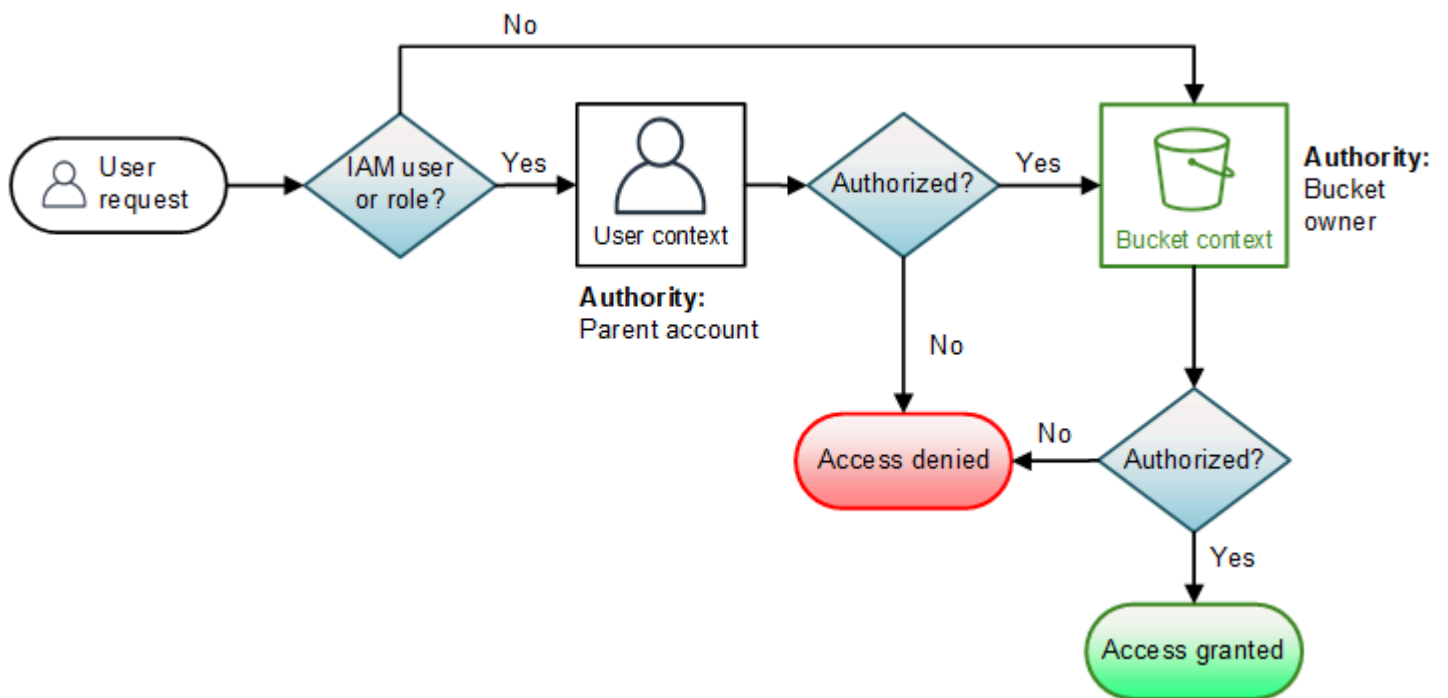 No
User
request
IAM user
or role?
Yes
User context
Authority:
Parent account
Authorized?
Yes
Bucket context
Authority:
Bucket
owner
No
Access denied
No
Authorized?
Yes
Access granted